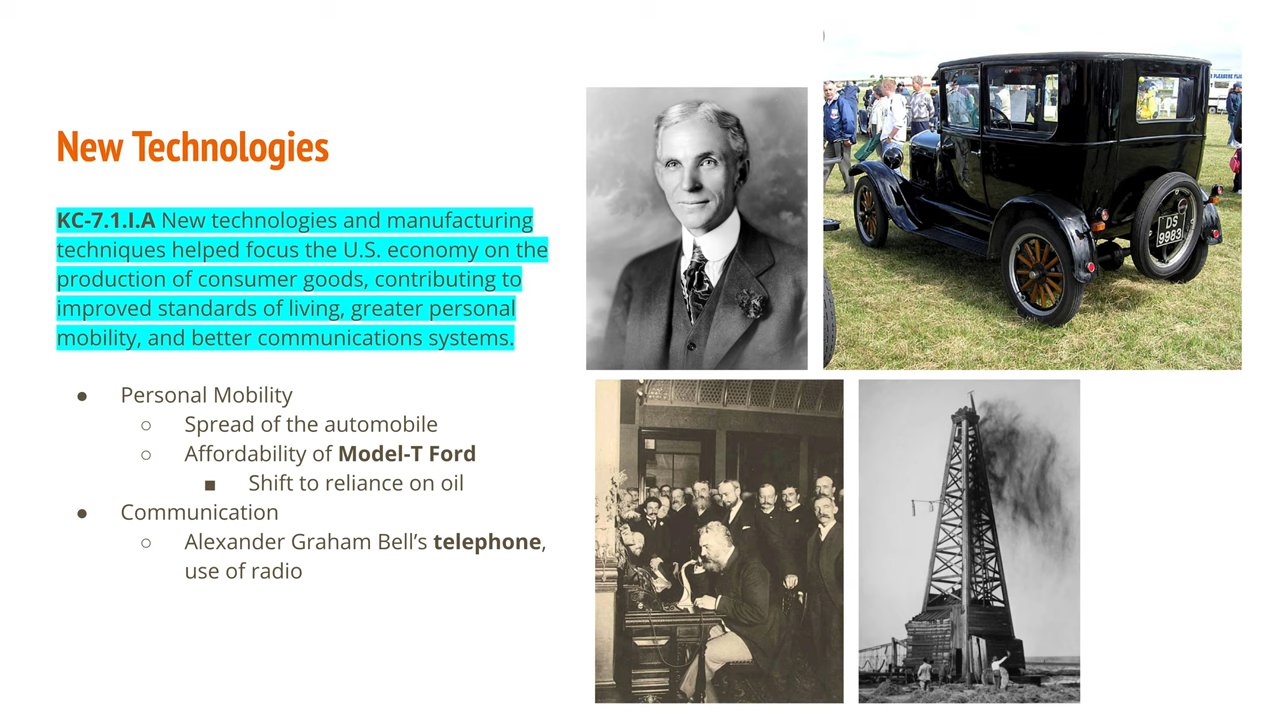 New Technologies
KC-7.1.I.A New technologies and manufacturing
techniques helped focus the U.S. economy on the
production of consumer goods, contributing to
improved standards of living, greater personal
mobility, and better communications systems.
● Personal Mobility
○ Spread of the automobile
○ Affordability of Model-T Ford
■ Shift to reliance on oil
● Communication
○ Alexander Graham Bell’s telephone,
use of radio
DS
9983